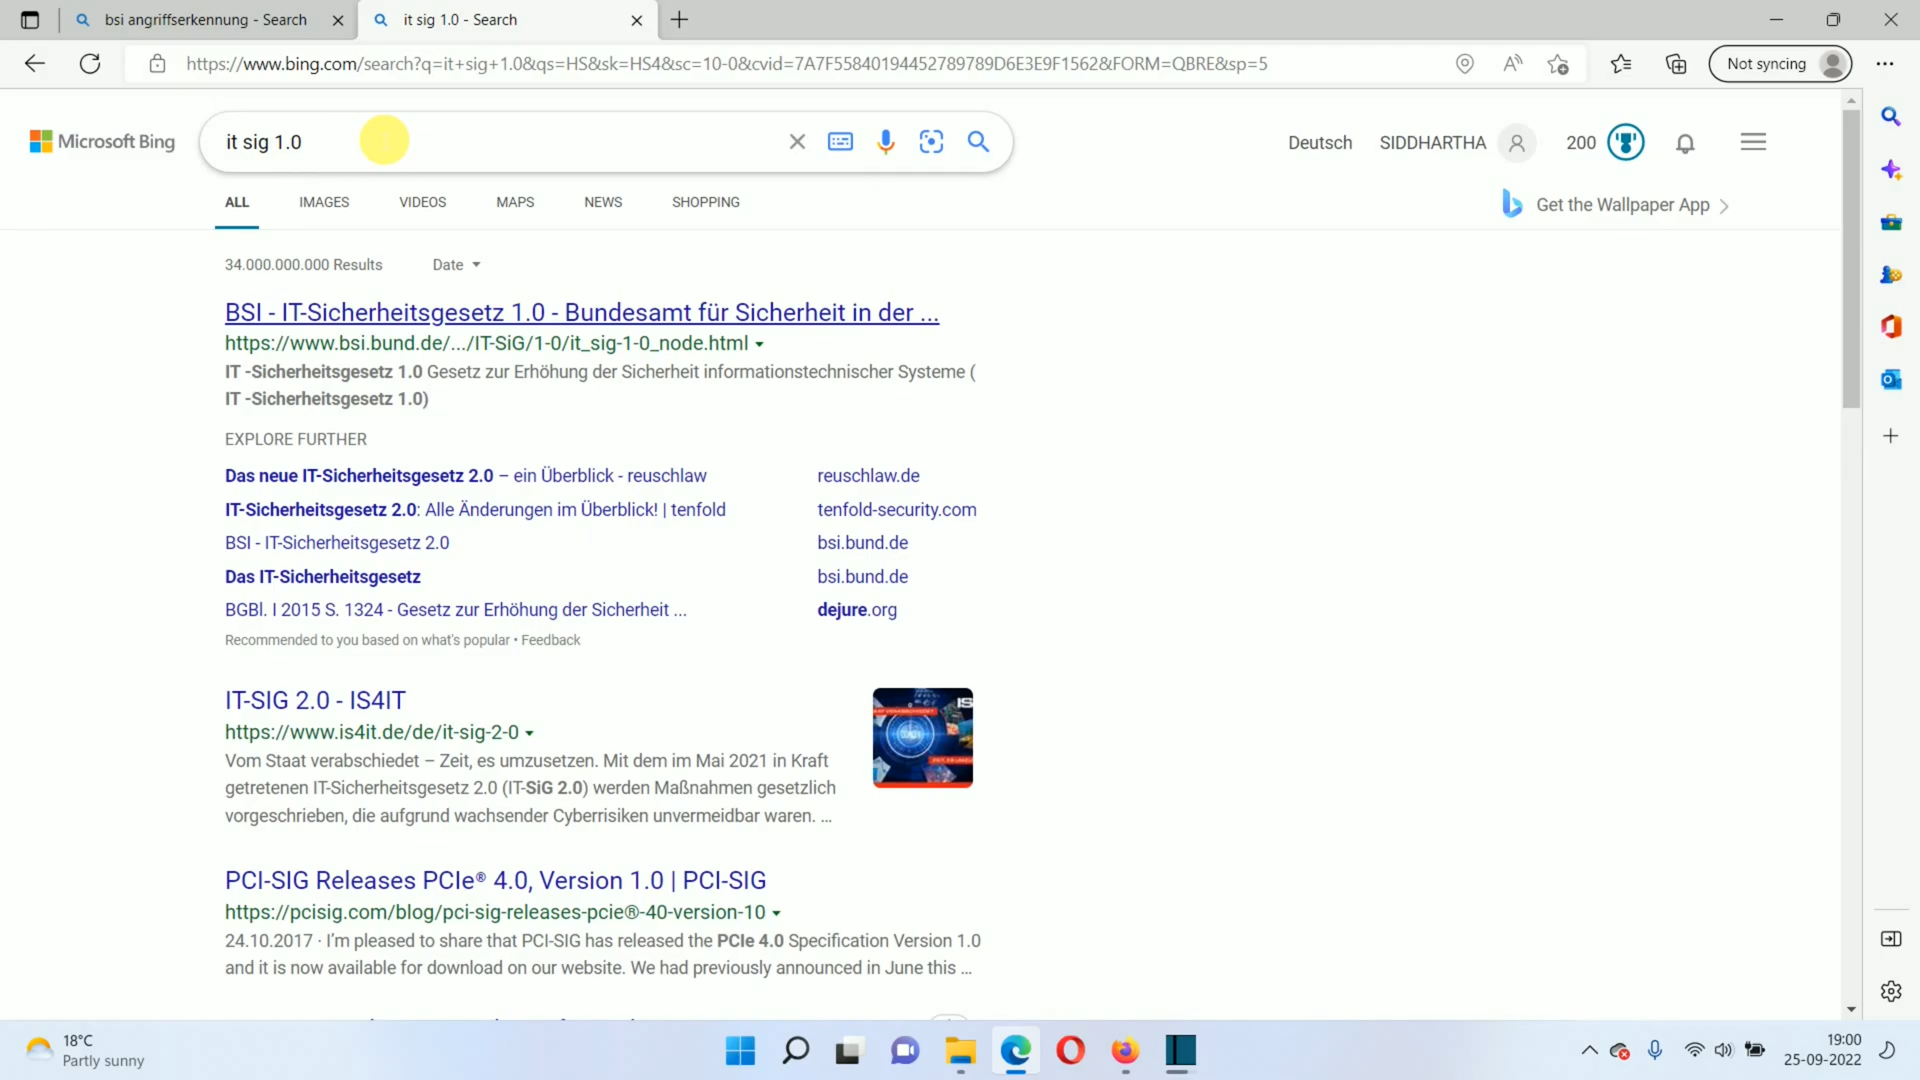 bsi angriffserkennung - Search
it sig 1.0 - Search
https://www.bing.com/search?q=it+sig+1.0&qs=HS&sk=HS4&sc=10-0&cvid=7A7F55840194452789789D6E3E9F1562&FORM=QBRE&sp=5
Not syncing
Microsoft Bing
it sig 1.0
Deutsch
SIDDHARTHA
200
ALL
IMAGES
VIDEOS
MAPS
NEWS
SHOPPING
Get the Wallpaper App
34.000.000.000 Results
Date
BSI - IT-Sicherheitsgesetz 1.0 - Bundesamt für Sicherheit in der ...
https://www.bsi.bund.de/.../IT-SiG/1-0/it_sig-1-0_node.html
IT -Sicherheitsgesetz 1.0 Gesetz zur Erhöhung der Sicherheit informationstechnischer Systeme (
IT -Sicherheitsgesetz 1.0)
EXPLORE FURTHER
Das neue IT-Sicherheitsgesetz 2.0 – ein Überblick - reuschlaw
reuschlaw.de
IT-Sicherheitsgesetz 2.0: Alle Änderungen im Überblick! | tenfold
tenfold-security.com
BSI - IT-Sicherheitsgesetz 2.0
bsi.bund.de
Das IT-Sicherheitsgesetz
bsi.bund.de
BGBl. I 2015 S. 1324 - Gesetz zur Erhöhung der Sicherheit ...
dejure.org
Recommended to you based on what's popular • Feedback
IT-SIG 2.0 - IS4IT
https://www.is4it.de/de/it-sig-2-0
Vom Staat verabschiedet – Zeit, es umzusetzen. Mit dem im Mai 2021 in Kraft
getretenen IT-Sicherheitsgesetz 2.0 (IT-SiG 2.0) werden Maßnahmen gesetzlich
vorgeschrieben, die aufgrund wachsender Cyberrisiken unvermeidbar waren. ...
PCI-SIG Releases PCIe® 4.0, Version 1.0 | PCI-SIG
https://pcisig.com/blog/pci-sig-releases-pcie®-40-version-10
24.10.2017 · I'm pleased to share that PCI-SIG has released the PCIe 4.0 Specification Version 1.0
and it is now available for download on our website. We had previously announced in June this ...
18°C
Partly sunny
19:00
25-09-2022